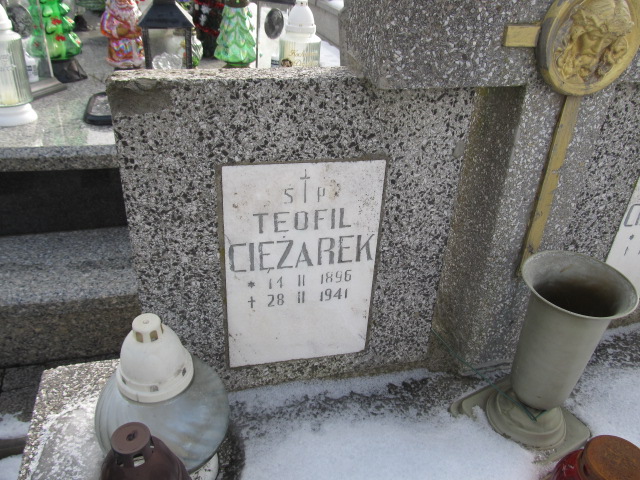 S † P
TEOFIL
CIĘŻAREK
* 14 II 1896
† 28 II 1941